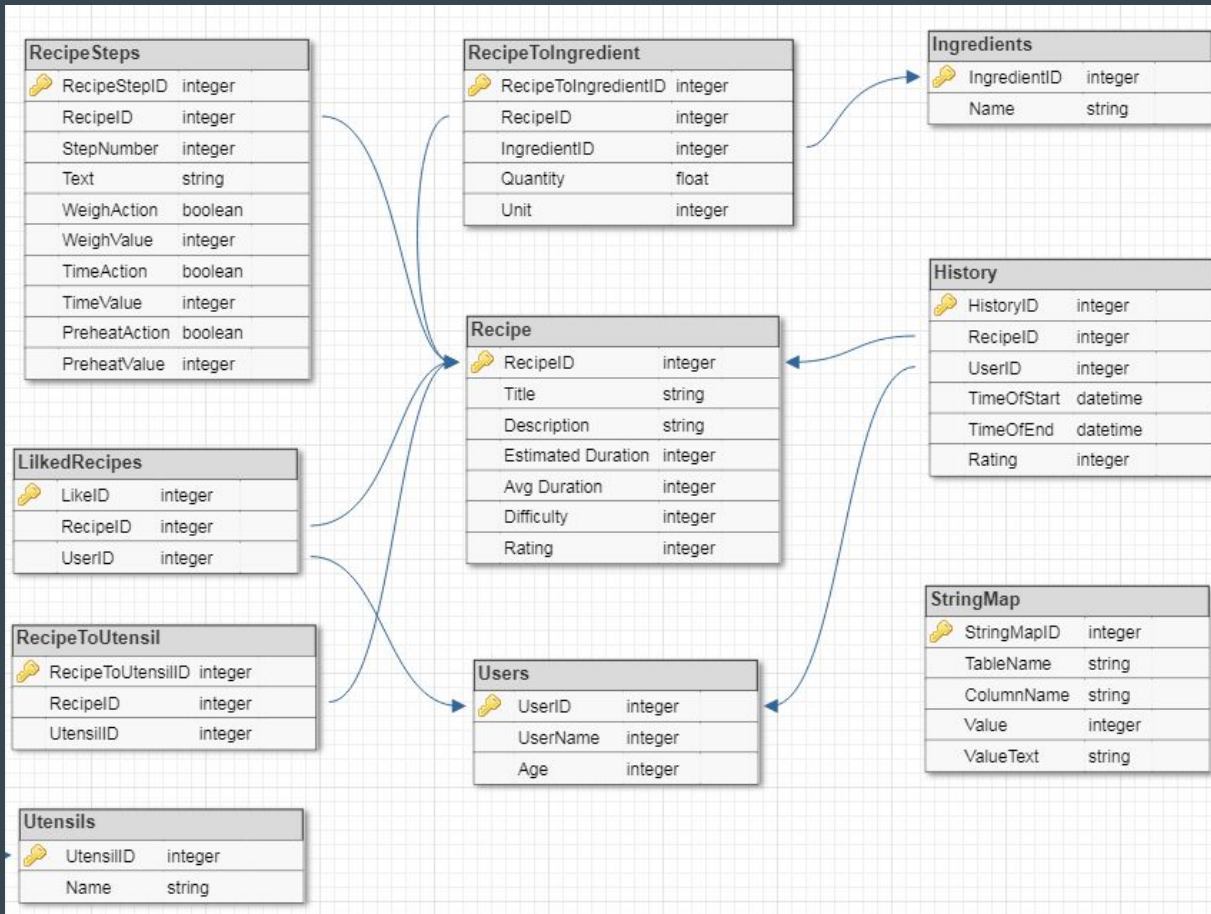 RecipeSteps
RecipeStepID integer
RecipeID integer
StepNumber integer
Text string
WeighAction boolean
WeighValue integer
TimeAction boolean
TimeValue integer
PreheatAction boolean
PreheatValue integer
RecipeToIngredient
RecipeToIngredientID integer
RecipeID integer
IngredientID integer
Quantity float
Unit integer
Ingredients
IngredientID integer
Name string
History
HistoryID integer
RecipeID integer
UserID integer
TimeOfStart datetime
TimeOfEnd datetime
Rating integer
Recipe
RecipeID integer
Title string
Description string
Estimated Duration integer
Avg Duration integer
Difficulty integer
Rating integer
LilkedRecipes
LikeID integer
RecipeID integer
UserID integer
RecipeToUtensil
RecipeToUtensilID integer
RecipeID integer
UtensilID integer
Users
UserID integer
UserName integer
Age integer
StringMap
StringMapID integer
TableName string
ColumnName string
Value integer
ValueText string
Utensils
UtensilID integer
Name string